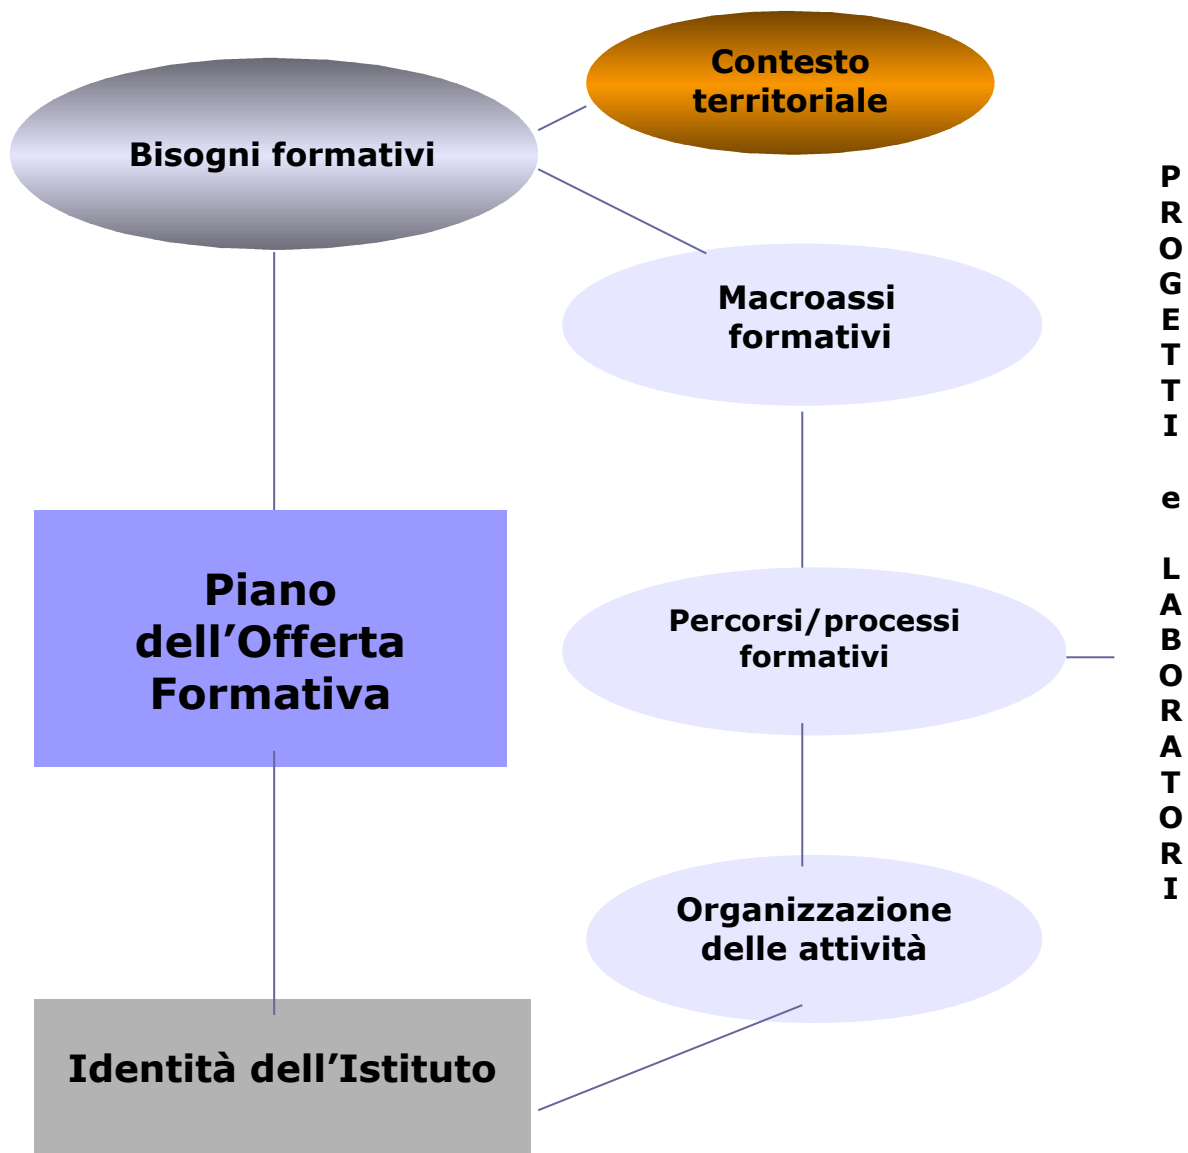 Contesto
territoriale
Bisogni formativi
Macroassi
formativi
Piano
dell’Offerta
Formativa
Percorsi/processi
formativi
Organizzazione
delle attività
Identità dell’Istituto
P
R
O
G
E
T
T
I
e
L
A
B
O
R
A
T
O
R
I